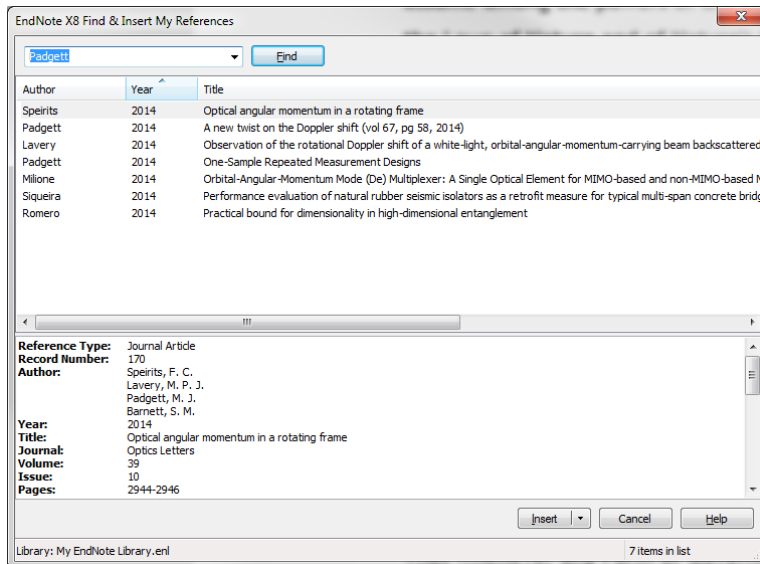 EndNote X8 Find & Insert My References
Padgett Find
Author Year Title
Speirits 2014 Optical angular momentum in a rotating frame
Padgett 2014 A new twist on the Doppler shift (vol 67, pg 58, 2014)
Lavery 2014 Observation of the rotational Doppler shift of a white-light, orbital-angular-momentum-carrying beam backscattered
Padgett 2014 One-Sample Repeated Measurement Designs
Milione 2014 Orbital-Angular-Momentum Mode (De) Multiplexer: A Single Optical Element for MIMO-based and non-MIMO-based
Siqueira 2014 Performance evaluation of natural rubber seismic isolators as a retrofit measure for typical multi-span concrete
Romero 2014 Practical bound for dimensionality in high-dimensional entanglement
Reference Type: Journal Article
Record Number: 170
Author: Speirits, F. C.
Lavery, M. P. J.
Padgett, M. J.
Barnett, S. M.
Year: 2014
Title: Optical angular momentum in a rotating frame
Journal: Optics Letters
Volume: 39
Issue: 10
Pages: 2944-2946
Insert Cancel Help
Library: My EndNote Library.enl 7 items in list